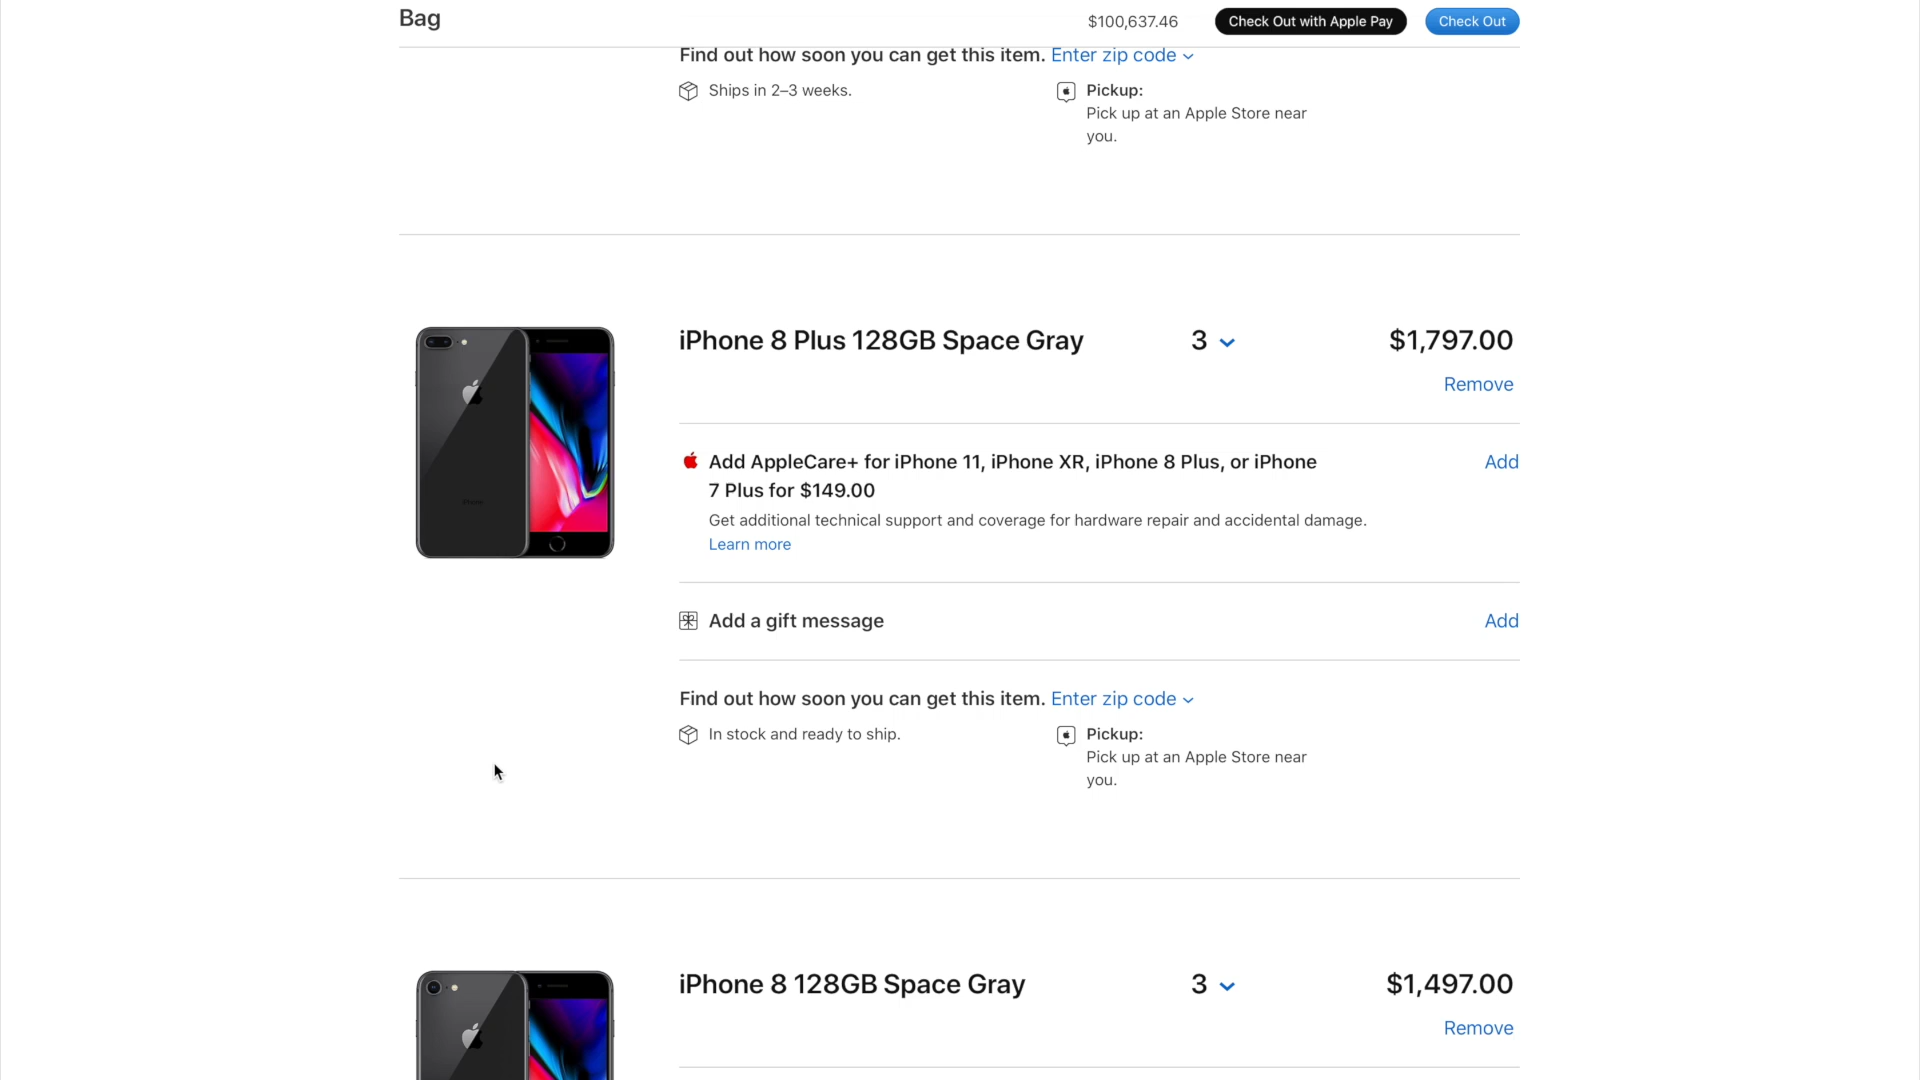 Bag
$100,637.46
Check Out with Apple Pay
Check Out
Find out how soon you can get this item. Enter zip code
Ships in 2–3 weeks.
Pickup:
Pick up at an Apple Store near
you.
iPhone 8 Plus 128GB Space Gray
3
$1,797.00
Remove
Add AppleCare+ for iPhone 11, iPhone XR, iPhone 8 Plus, or iPhone
7 Plus for $149.00
Add
Get additional technical support and coverage for hardware repair and accidental damage.
Learn more
Add a gift message
Add
Find out how soon you can get this item. Enter zip code
In stock and ready to ship.
Pickup:
Pick up at an Apple Store near
you.
iPhone 8 128GB Space Gray
3
$1,497.00
Remove